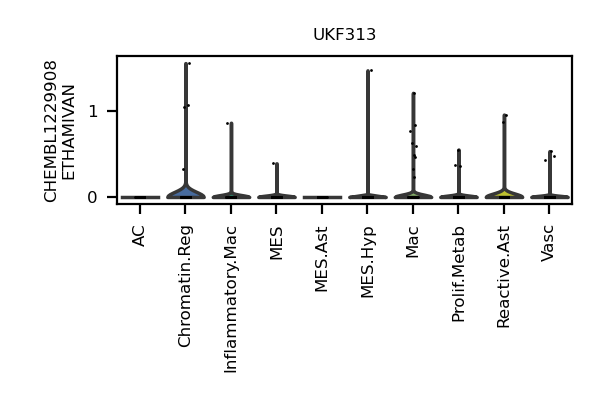 UKF313
CHEMBL1229908
ETHAMIVAN
1
0
AC
Chromatin.Reg
Inflammatory.Mac
MES
MES.Ast
MES.Hyp
Mac
Prolif.Metab
Reactive.Ast
Vasc